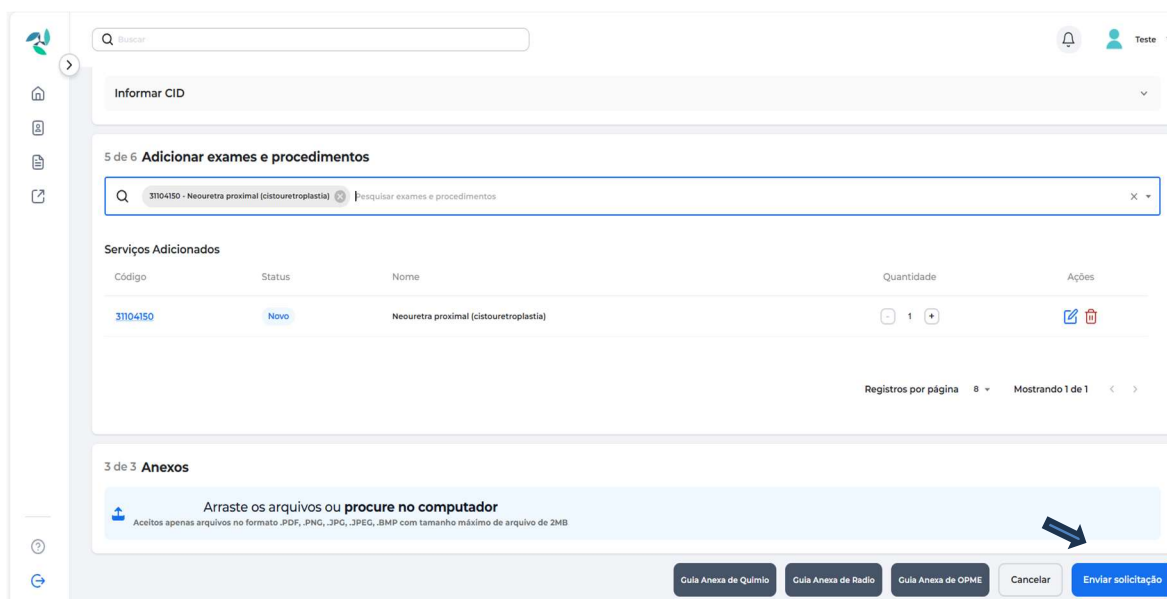 Buscar
Teste
Informar CID
5 de 6 Adicionar exames e procedimentos
31104150 - Neouretra proximal (cistouretroplastia) Pesquisar exames e procedimentos
Serviços Adicionados
Código Status Nome Quantidade Ações
31104150 Novo Neouretra proximal (cistouretroplastia) - 1 +
Registros por página 8 Mostrando 1 de 1
3 de 3 Anexos
Arraste os arquivos ou procure no computador
Aceitos apenas arquivos no formato .PDF, .PNG, .JPG, .JPEG, .BMP com tamanho máximo de arquivo de 2MB
Guia Anexa de Quimio Guia Anexa de Radio Guia Anexa de OPME Cancelar Enviar solicitação